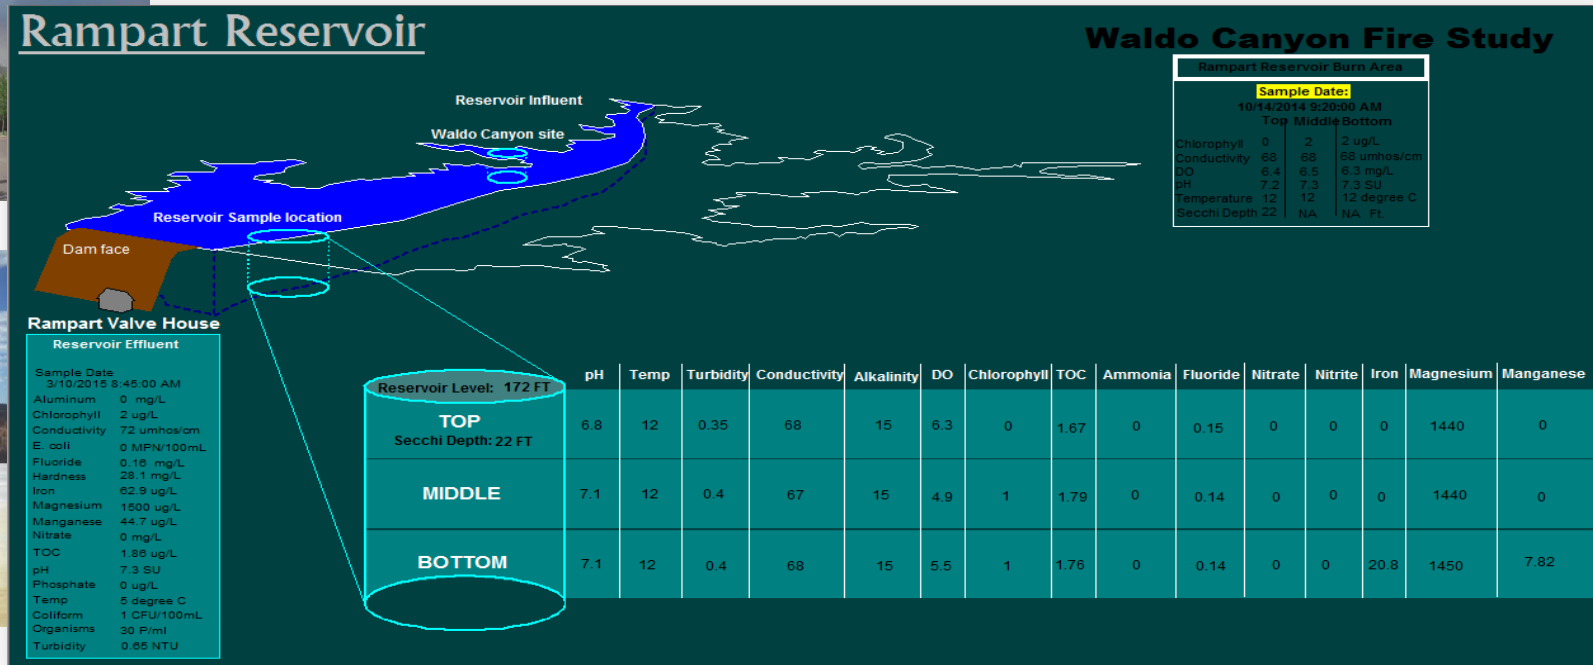 Rampart Reservoir
Waldo Canyon Fire Study
Rampart Reservoir Burn Area
Sample Date:
10/14/2014 9:20:00 AM
Top Middle Bottom
Chlorophyll 0 2 2 ug/L
Conductivity 68 68 68 umhos/cm
DO 6.4 6.5 6.3 mg/L
pH 7.2 7.3 7.3 SU
Temperature 12 12 12 degree C
Secchi Depth 22 NA NA Ft.
Reservoir Influent
Waldo Canyon site
Reservoir Sample location
Dam face
Rampart Valve House
Reservoir Effluent
Sample Date
3/10/2015 8:45:00 AM
Aluminum 0 mg/L
Chlorophyll 2 ug/L
Conductivity 72 umhos/cm
E. coli 0 MPN/100mL
Fluoride 0.16 mg/L
Hardness 28.1 mg/L
Iron 62.9 ug/L
Magnesium 1500 ug/L
Manganese 44.7 ug/L
Nitrate 0 mg/L
TOC 1.86 ug/L
pH 7.3 SU
Phosphate 0 ug/L
Temp 5 degree C
Coliform 1 CFU/100mL
Organisms 30 P/ml
Turbidity 0.65 NTU
Reservoir Level: 172 FT
pH Temp Turbidity Conductivity Alkalinity DO Chlorophyll TOC Ammonia Fluoride Nitrate Nitrite Iron Magnesium Manganese
TOP
Secchi Depth: 22 FT
6.8 12 0.35 68 15 6.3 0 1.67 0 0.15 0 0 0 1440 0
MIDDLE 7.1 12 0.4 67 15 4.9 1 1.79 0 0.14 0 0 0 1440 0
BOTTOM 7.1 12 0.4 68 15 5.5 1 1.76 0 0.14 0 0 20.8 1450 7.82